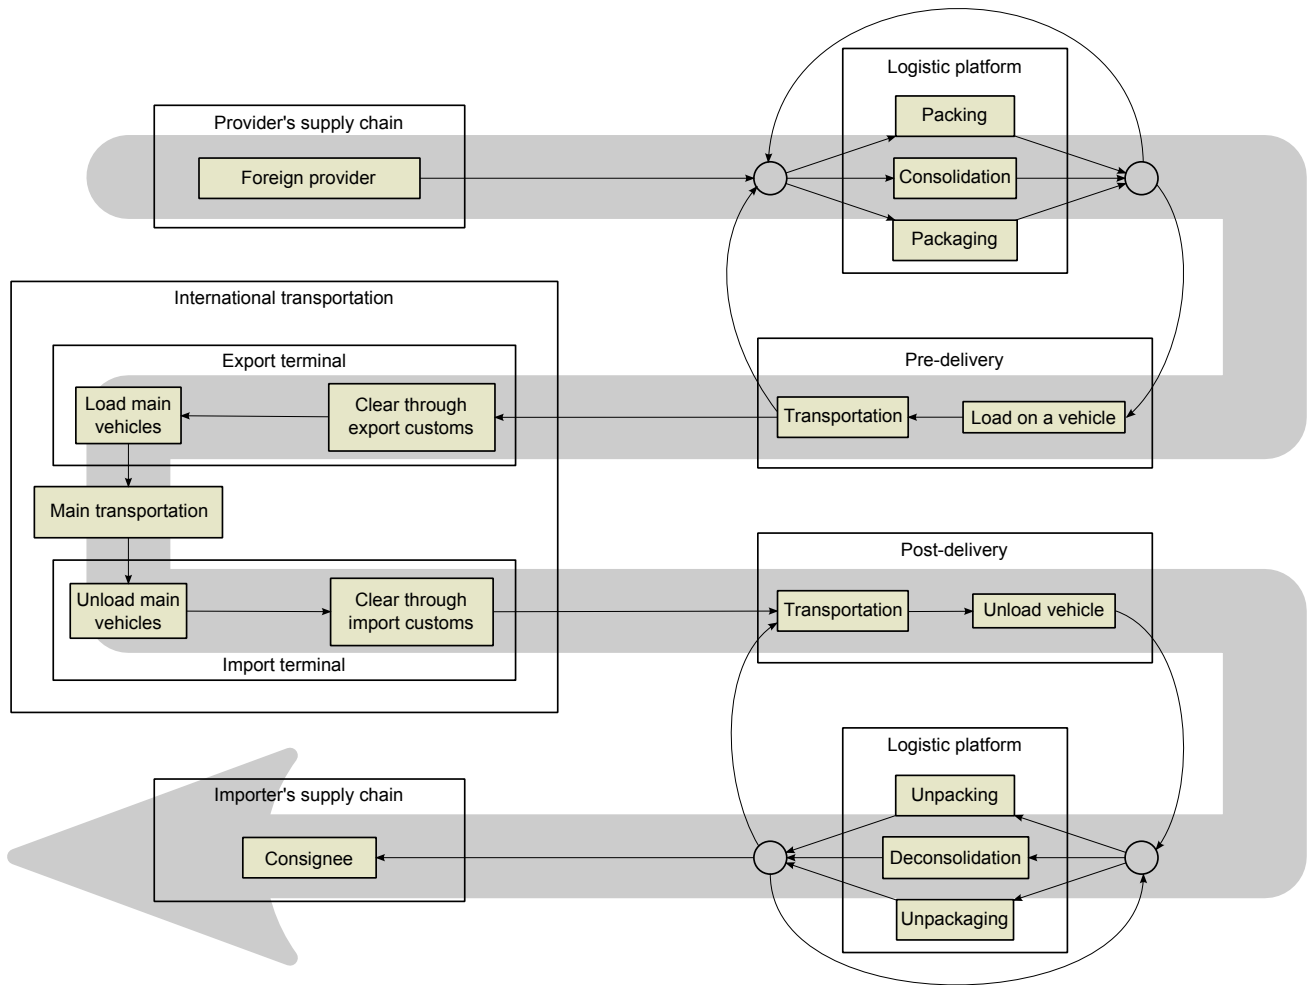 Logistic platform
Packing
Provider's supply chain
Foreign provider
Consolidation
Packaging
International transportation
Export terminal
Load main
vehicles
Clear through
export customs
Pre-delivery
Transportation
Load on a vehicle
Main transportation
Post-delivery
Unload main
vehicles
Clear through
import customs
Transportation
Unload vehicle
Import terminal
Logistic platform
Importer's supply chain
Unpacking
Consignee
Deconsolidation
Unpackaging